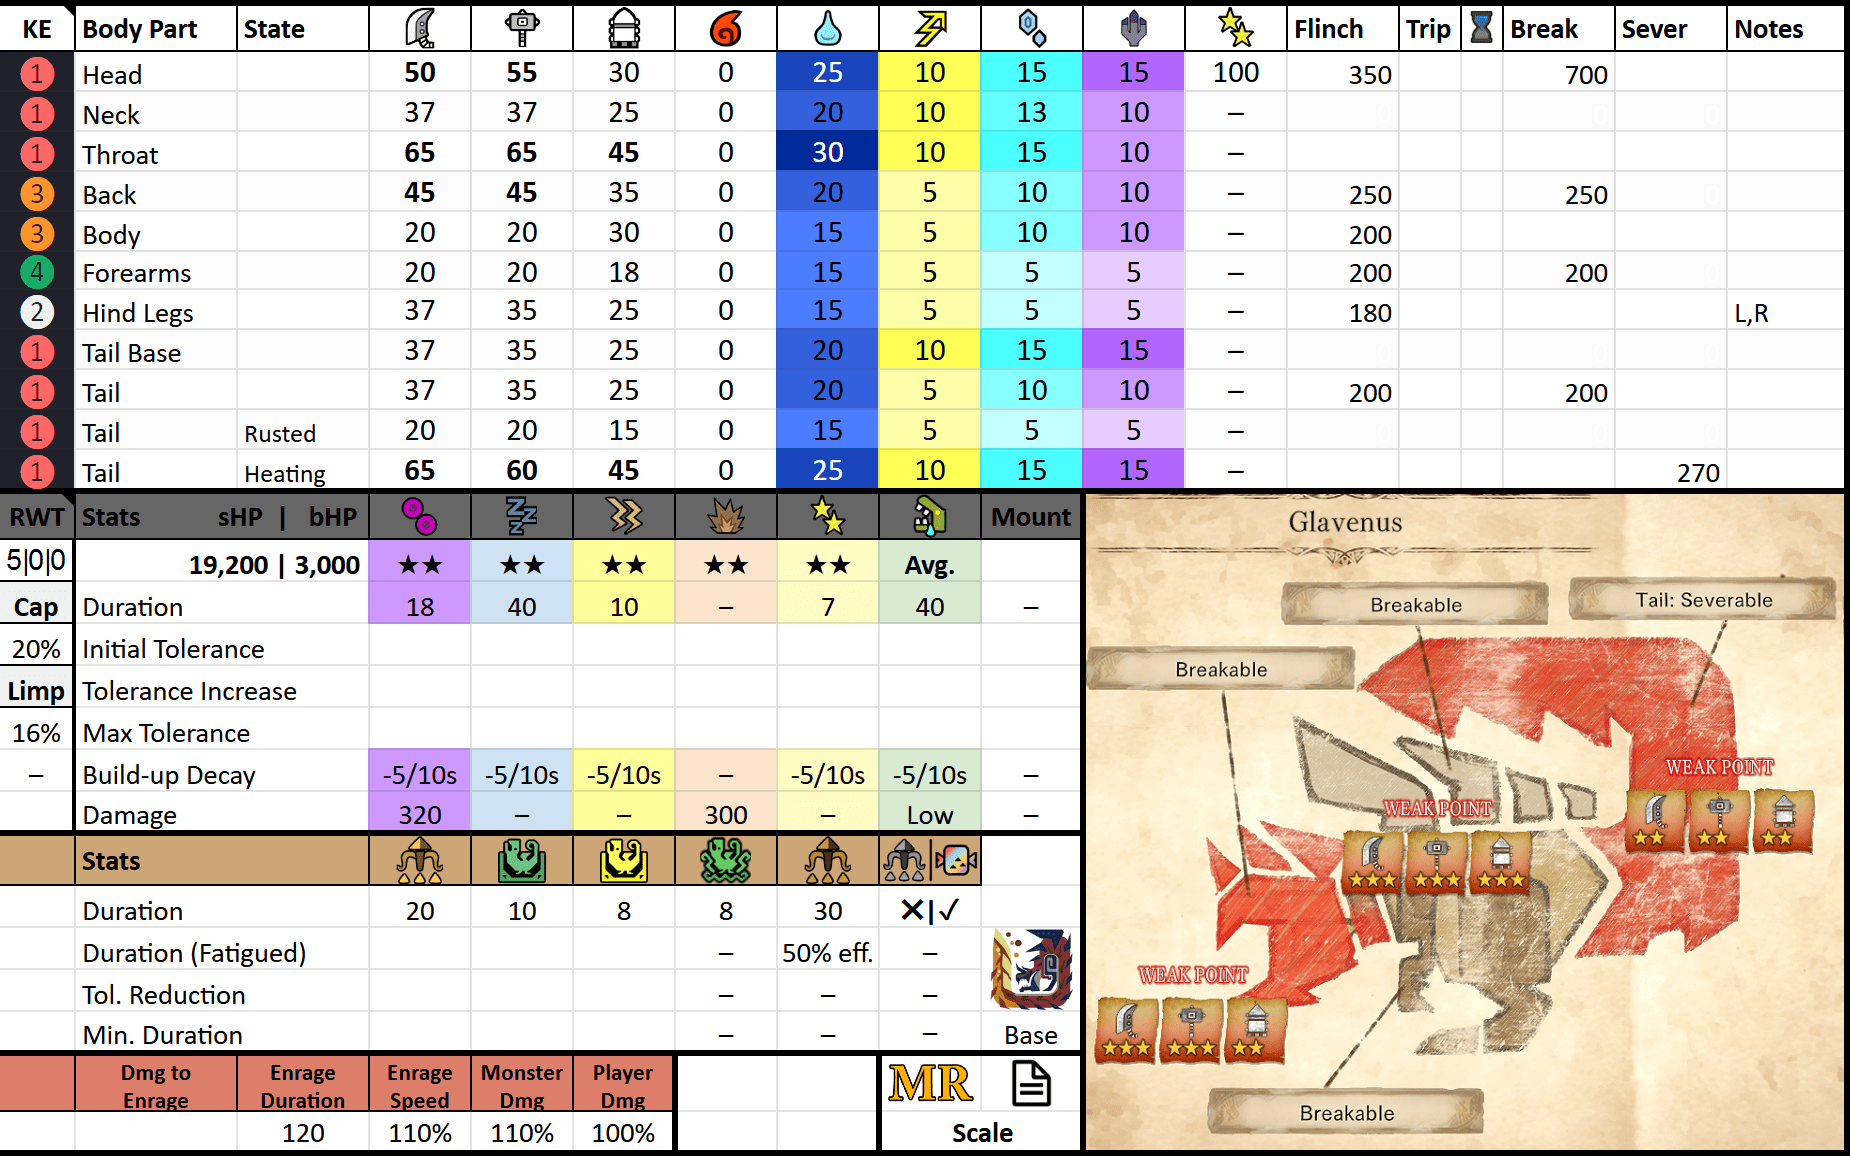 KE Body Part State Flinch Trip Break Sever Notes
1 Head 50 55 30 0 25 10 15 15 100 350 700
1 Neck 37 37 25 0 20 10 13 10 –
1 Throat 65 65 45 0 30 10 15 10 –
3 Back 45 45 35 0 20 5 10 10 – 250 250
3 Body 20 20 30 0 15 5 10 10 – 200
4 Forearms 20 20 18 0 15 5 5 5 – 200 200
2 Hind Legs 37 35 25 0 15 5 5 5 – 180 L,R
1 Tail Base 37 35 25 0 20 10 15 15 –
1 Tail 37 35 25 0 20 5 10 10 – 200 200
1 Tail Rusted 20 20 15 0 15 5 5 5 –
1 Tail Heating 65 60 45 0 25 10 15 15 – 270
RWT Stats sHP | bHP Mount
5|0|0 19,200 | 3,000 ★★ ★★ ★★ ★★ ★★ Avg.
Cap Duration 18 40 10 – 7 40 –
20% Initial Tolerance
Limp Tolerance Increase
16% Max Tolerance
– Build-up Decay -5/10s -5/10s -5/10s – -5/10s -5/10s –
Damage 320 – – 300 – Low –
Stats
Duration 20 10 8 8 30 ✕|✓
Duration (Fatigued) – 50% eff. –
Tol. Reduction – – –
Min. Duration – – – Base
Dmg to Enrage Enrage Duration Enrage Speed Monster Dmg Player Dmg MR
120 110% 110% 100% Scale
Glavenus
Breakable
Tail: Severable
Breakable
WEAK POINT
WEAK POINT
WEAK POINT
Breakable